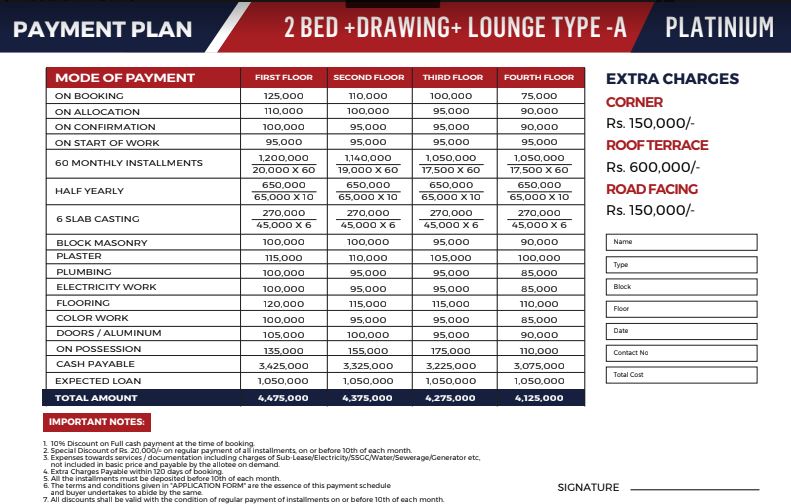 PAYMENT PLAN 2 BED +DRAWING+ LOUNGE TYPE -A PLATINIUM
MODE OF PAYMENT FIRST FLOOR SECOND FLOOR THIRD FLOOR FOURTH FLOOR
ON BOOKING 125,000 110,000 100,000 75,000
ON ALLOCATION 110,000 100,000 95,000 90,000
ON CONFIRMATION 100,000 95,000 95,000 90,000
ON START OF WORK 95,000 95,000 95,000 95,000
60 MONTHLY INSTALLMENTS 1,200,000 1,140,000 1,050,000 1,050,000
20,000 X 60 19,000 X 60 17,500 X 60 17,500 X 60
HALF YEARLY 650,000 650,000 650,000 650,000
65,000 X 10 65,000 X 10 65,000 X 10 65,000 X 10
6 SLAB CASTING 270,000 270,000 270,000 270,000
45,000 X 6 45,000 X 6 45,000 X 6 45,000 X 6
BLOCK MASONRY 100,000 100,000 95,000 90,000
PLASTER 115,000 110,000 105,000 100,000
PLUMBING 100,000 95,000 95,000 85,000
ELECTRICITY WORK 100,000 95,000 95,000 85,000
FLOORING 120,000 115,000 115,000 110,000
COLOR WORK 100,000 95,000 95,000 85,000
DOORS / ALUMINUM 105,000 100,000 95,000 90,000
ON POSSESSION 135,000 155,000 175,000 110,000
CASH PAYABLE 3,425,000 3,325,000 3,225,000 3,075,000
EXPECTED LOAN 1,050,000 1,050,000 1,050,000 1,050,000
TOTAL AMOUNT 4,475,000 4,375,000 4,275,000 4,125,000
EXTRA CHARGES
CORNER
Rs. 150,000/-
ROOF TERRACE
Rs. 600,000/-
ROAD FACING
Rs. 150,000/-
Name
Type
Block
Floor
Date
Contact No
Total Cost
IMPORTANT NOTES:
1. 10% Discount on Full cash payment at the time of booking.
2. Special Discount of Rs. 20,000/= on regular payment of all installments, on or before 10th of each month.
3. Expenses towards services / documentation including charges of Sub-Lease/Electricity/SSGC/Water/Sewerage/Generator etc,
not included in basic price and payable by the allotee on demand.
4. Extra Charges Payable within 120 days of booking.
5. All the installments must be deposited before 10th of each month.
6. The terms and conditions given in "APPLICATION FORM" are the essence of this payment schedule
and buyer undertakes to abide by the same.
7. All discounts shall be valid with the condition of regular payment of installments on or before 10th of each month.
SIGNATURE